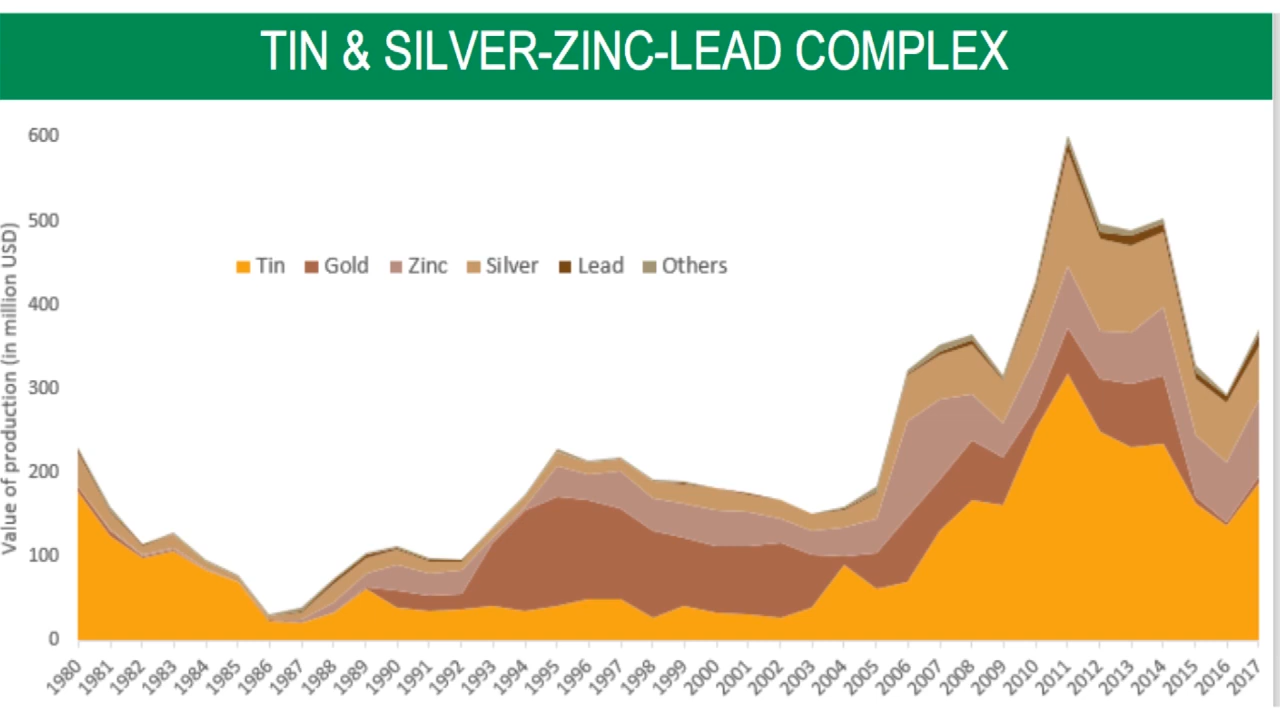 TIN & SILVER-ZINC-LEAD COMPLEX
Value of production (in million USD)
600
500
400
300
200
100
0
Tin Gold Zinc Silver Lead Others
1980 1981 1982 1983 1984 1985 1986 1987 1988 1989 1990 1991 1992 1993 1994 1995 1996 1997 1998 1999 2000 2001 2002 2003 2004 2005 2006 2007 2008 2009 2010 2011 2012 2013 2014 2015 2016 2017